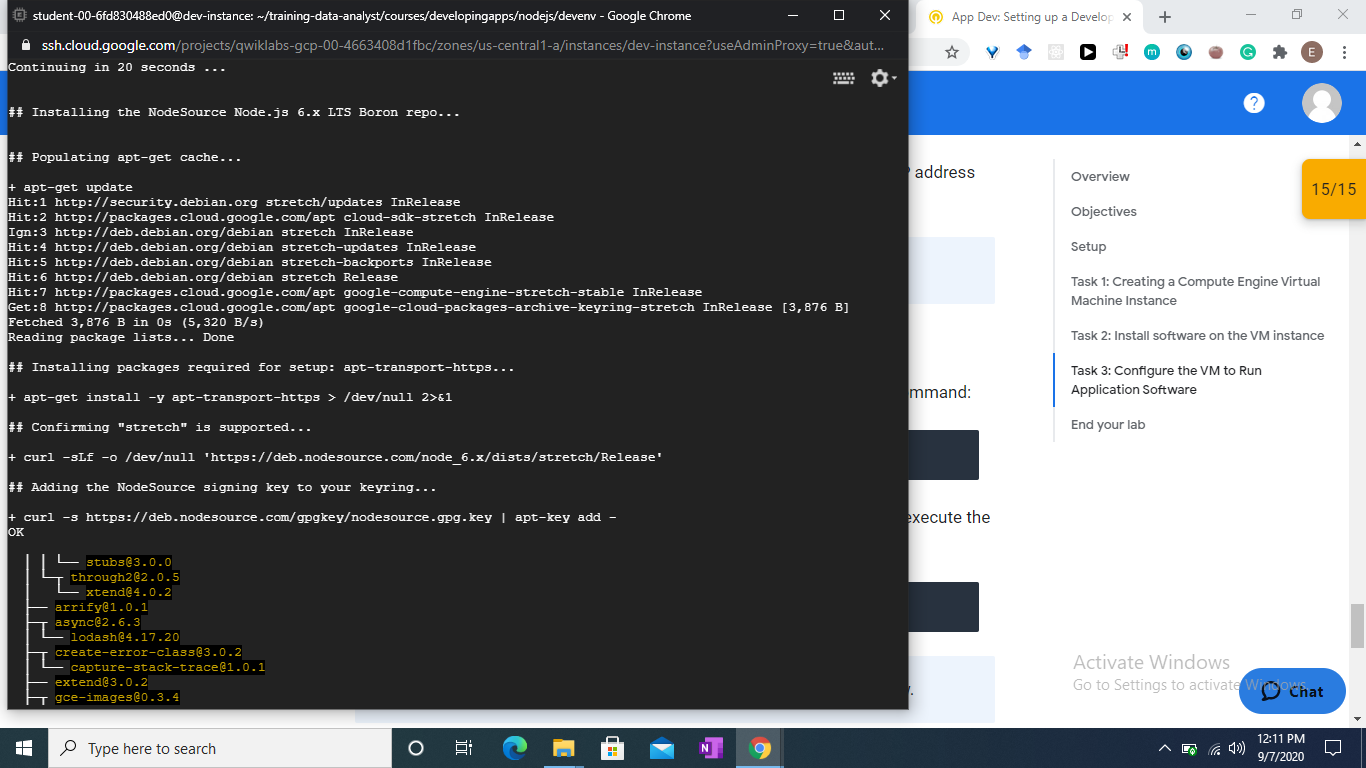 student-00-6fd830488ed0@dev-instance: ~/training-data-analyst/courses/developingapps/nodejs/devenv - Google Chrome
ssh.cloud.google.com/projects/qwiklabs-gcp-00-4663408d1fbc/zones/us-central1-a/instances/dev-instance?useAdminProxy=true&aut...
Continuing in 20 seconds ...
## Installing the NodeSource Node.js 6.x LTS Boron repo...
## Populating apt-get cache...
+ apt-get update
Hit:1 http://security.debian.org stretch/updates InRelease
Hit:2 http://packages.cloud.google.com/apt cloud-sdk-stretch InRelease
Ign:3 http://deb.debian.org/debian stretch InRelease
Hit:4 http://deb.debian.org/debian stretch-updates InRelease
Hit:5 http://deb.debian.org/debian stretch-backports InRelease
Hit:6 http://deb.debian.org/debian stretch Release
Hit:7 http://packages.cloud.google.com/apt google-compute-engine-stretch-stable InRelease
Get:8 http://packages.cloud.google.com/apt google-cloud-packages-archive-keyring-stretch InRelease [3,876 B]
Fetched 3,876 B in 0s (5,320 B/s)
Reading package lists... Done
## Installing packages required for setup: apt-transport-https...
+ apt-get install -y apt-transport-https > /dev/null 2>&1
## Confirming "stretch" is supported...
+ curl -sLf -o /dev/null 'https://deb.nodesource.com/node_6.x/dists/stretch/Release'
## Adding the NodeSource signing key to your keyring...
+ curl -s https://deb.nodesource.com/gpgkey/nodesource.gpg.key | apt-key add -
OK
│ │ └── stubs@3.0.0
│ └─┬ through2@2.0.5
│   └── xtend@4.0.2
├── arrify@1.0.1
├─┬ async@2.6.3
│ └── lodash@4.17.20
├─┬ create-error-class@3.0.2
│ └── capture-stack-trace@1.0.1
├── extend@3.0.2
├─┬ gce-images@0.3.4
App Dev: Setting up a Develop
E
address
mmand:
execute the
Overview
Objectives
Setup
Task 1: Creating a Compute Engine Virtual
Machine Instance
Task 2: Install software on the VM instance
Task 3: Configure the VM to Run
Application Software
End your lab
15/15
Activate Windows
Go to Settings to activate Windows.
Chat
Type here to search
12:11 PM
9/7/2020